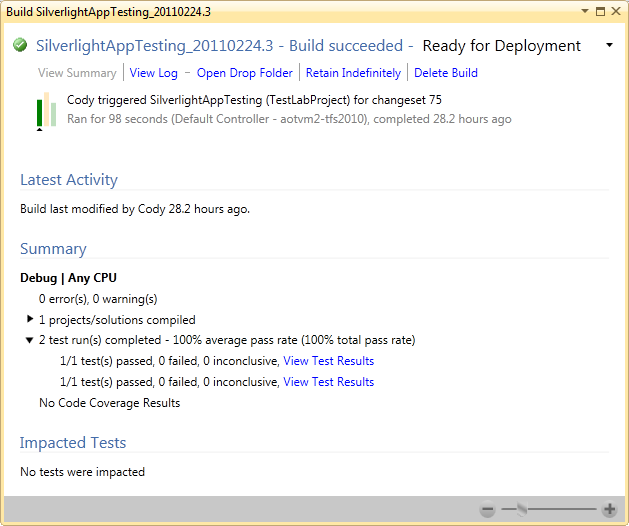 Build SilverlightAppTesting_20110224.3
SilverlightAppTesting_20110224.3 - Build succeeded - Ready for Deployment
View Summary | View Log - Open Drop Folder | Retain Indefinitely | Delete Build
Cody triggered SilverlightAppTesting (TestLabProject) for changeset 75
Ran for 98 seconds (Default Controller - aotvm2-tfs2010), completed 28.2 hours ago
Latest Activity
Build last modified by Cody 28.2 hours ago.
Summary
Debug | Any CPU
0 error(s), 0 warning(s)
1 projects/solutions compiled
2 test run(s) completed - 100% average pass rate (100% total pass rate)
1/1 test(s) passed, 0 failed, 0 inconclusive, View Test Results
1/1 test(s) passed, 0 failed, 0 inconclusive, View Test Results
No Code Coverage Results
Impacted Tests
No tests were impacted